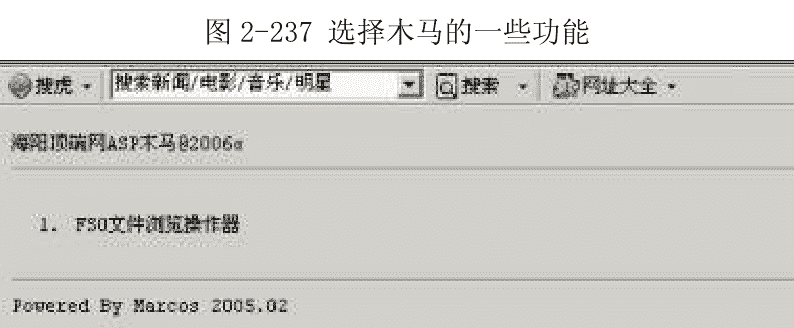 图 2-237 选择木马的一些功能
搜虎 搜索新闻/电影/音乐/明星 搜索 网址大全
海阳顶端网ASP木马@2006α
1. FSO文件浏览操作器
Powered By Marcos 2005.02